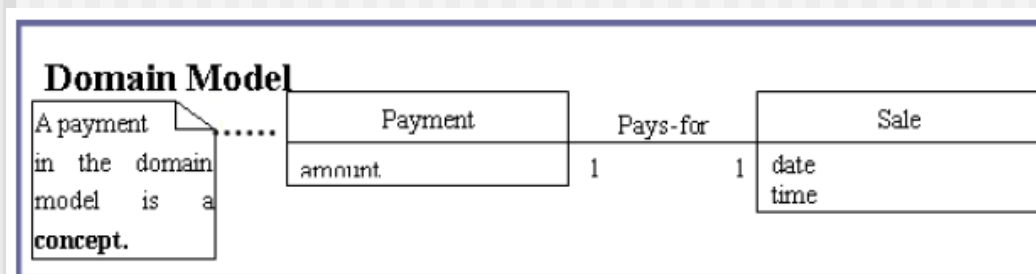 Domain Model
A payment
in the domain
model is a
concept.
Payment
amount
Pays-for
1 1
Sale
date
time